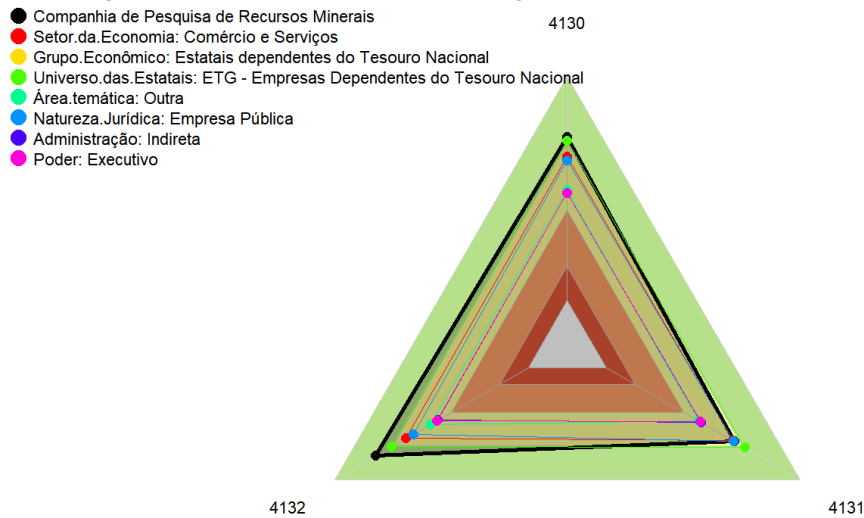 4130
Companhia de Pesquisa de Recursos Minerais
Setor.da.Economia: Comércio e Serviços
Grupo.Econômico: Estatais dependentes do Tesouro Nacional
Universo.das.Estatais: ETG - Empresas Dependentes do Tesouro Nacional
Área.temática: Outra
Natureza.Jurídica: Empresa Pública
Administração: Indireta
Poder: Executivo
4132
4131